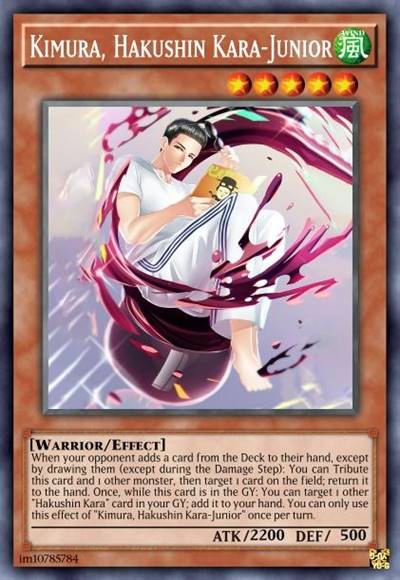 Kimura, Hakushin Kara-Junior
WIND
風
[Warrior/Effect]
When your opponent adds a card from the Deck to their hand, except
by drawing them (except during the Damage Step): You can Tribute
this card and 1 other monster, then target 1 card on the field; return it
to the hand. Once, while this card is in the GY: You can target 1 other
"Hakushin Kara" card in your GY; add it to your hand. You can only use
this effect of "Kimura, Hakushin Kara-Junior" once per turn.
ATK/2200 DEF/ 500
im10785784